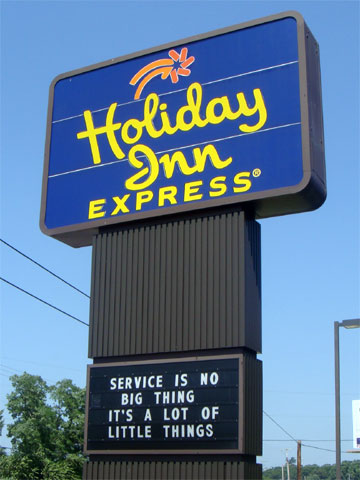 Holiday
Inn
EXPRESS®
SERVICE IS NO
BIG THING
IT'S A LOT OF
LITTLE THINGS